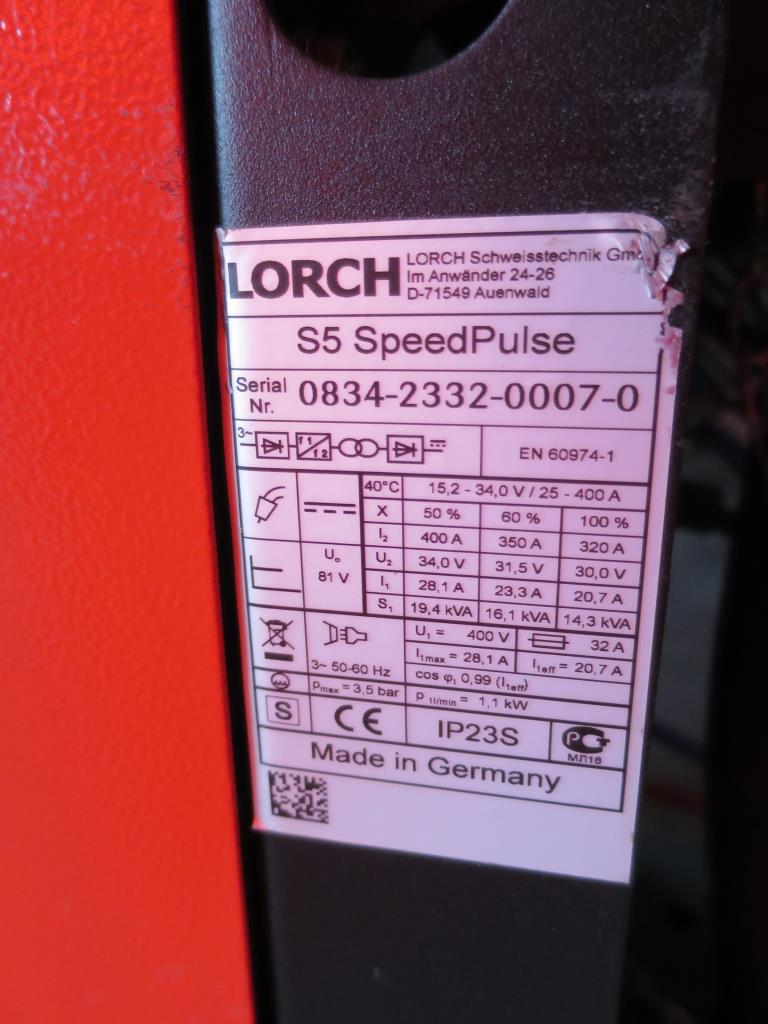 LORCH
LORCH Schweisstechnik
Im Anwänder 24-26
D-71549 Auenwald
S5 SpeedPulse
Serial Nr. 0834-2332-0007-0
3~ f1 f2
EN 60974-1
40°C 15,2 - 34,0 V / 25 - 400 A
X 50 % 60 % 100 %
I2 400 A 350 A 320 A
U2 34,0 V 31,5 V 30,0 V
I1 28,1 A 23,3 A 20,7 A
S1 19,4 kVA 16,1 kVA 14,3 kVA
Uo
81 V
U1 = 400 V 32 A
I1max = 28,1 A I1eff = 20,7 A
3~ 50-60 Hz
cos φ1 0,99 (I1eff)
pmax = 3,5 bar P 1l/min = 1,1 kW
S CE IP23S
МЛ16
Made in Germany